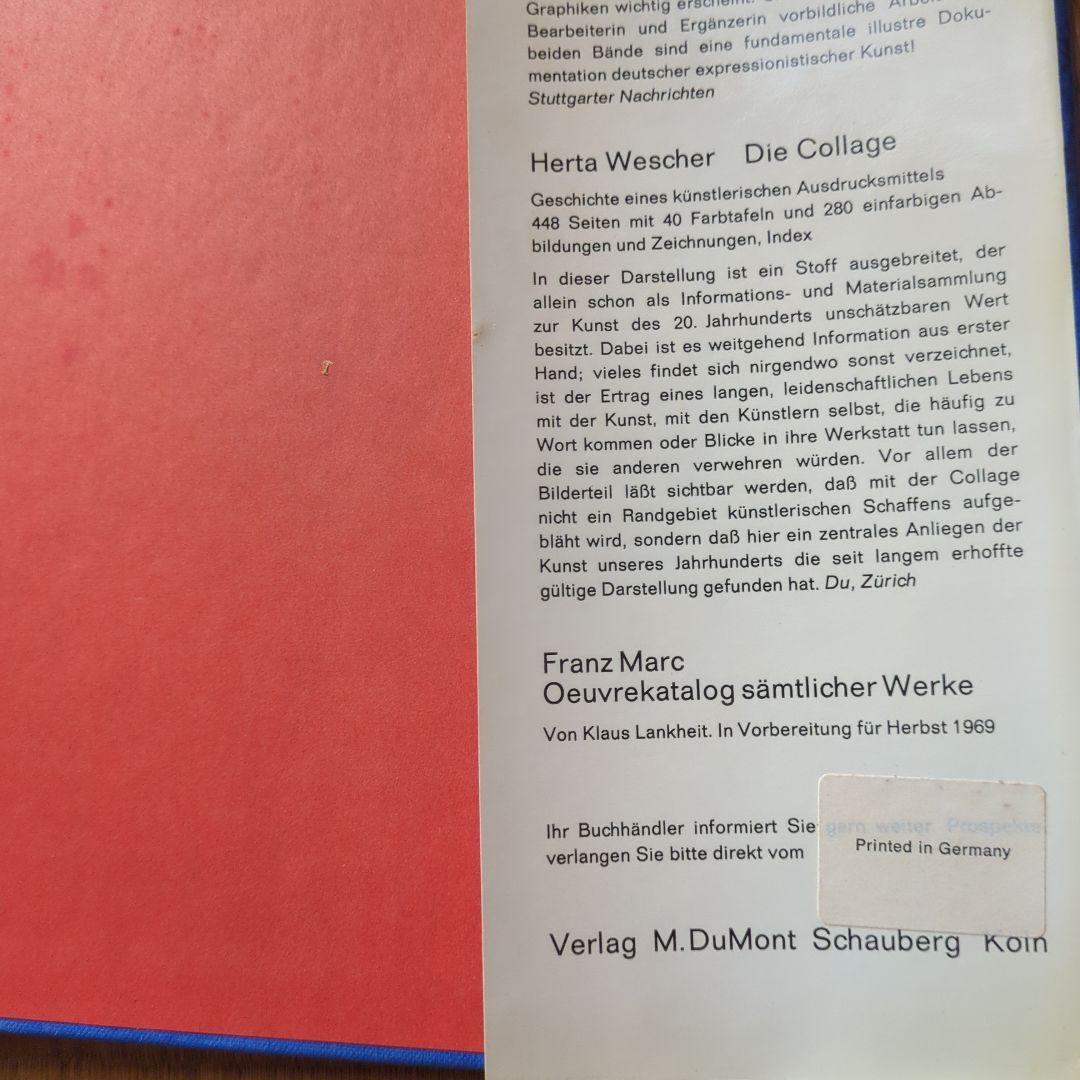 Graphiken wichtig erscheint.
Bearbeiterin und Ergänzerin vorbildliche
beiden Bände sind eine fundamentale illustre Doku-
mentation deutscher expressionistischer Kunst!
Stuttgarter Nachrichten
Herta Wescher Die Collage
Geschichte eines künstlerischen Ausdrucksmittels
448 Seiten mit 40 Farbtafeln und 280 einfarbigen Ab-
bildungen und Zeichnungen, Index
In dieser Darstellung ist ein Stoff ausgebreitet, der
allein schon als Informations- und Materialsammlung
zur Kunst des 20. Jahrhunderts unschätzbaren Wert
besitzt. Dabei ist es weitgehend Information aus erster
Hand; vieles findet sich nirgendwo sonst verzeichnet,
ist der Ertrag eines langen, leidenschaftlichen Lebens
mit der Kunst, mit den Künstlern selbst, die häufig zu
Wort kommen oder Blicke in ihre Werkstatt tun lassen,
die sie anderen verwehren würden. Vor allem der
Bilderteil läßt sichtbar werden, daß mit der Collage
nicht ein Randgebiet künstlerischen Schaffens aufge-
bläht wird, sondern daß hier ein zentrales Anliegen der
Kunst unseres Jahrhunderts die seit langem erhoffte
gültige Darstellung gefunden hat. Du, Zürich
Franz Marc
Oeuvrekatalog sämtlicher Werke
Von Klaus Lankheit. In Vorbereitung für Herbst 1969
Ihr Buchhändler informiert Sie gern weiter. Prospekte
verlangen Sie bitte direkt vom
Printed in Germany
Verlag M.DuMont Schauberg Köln